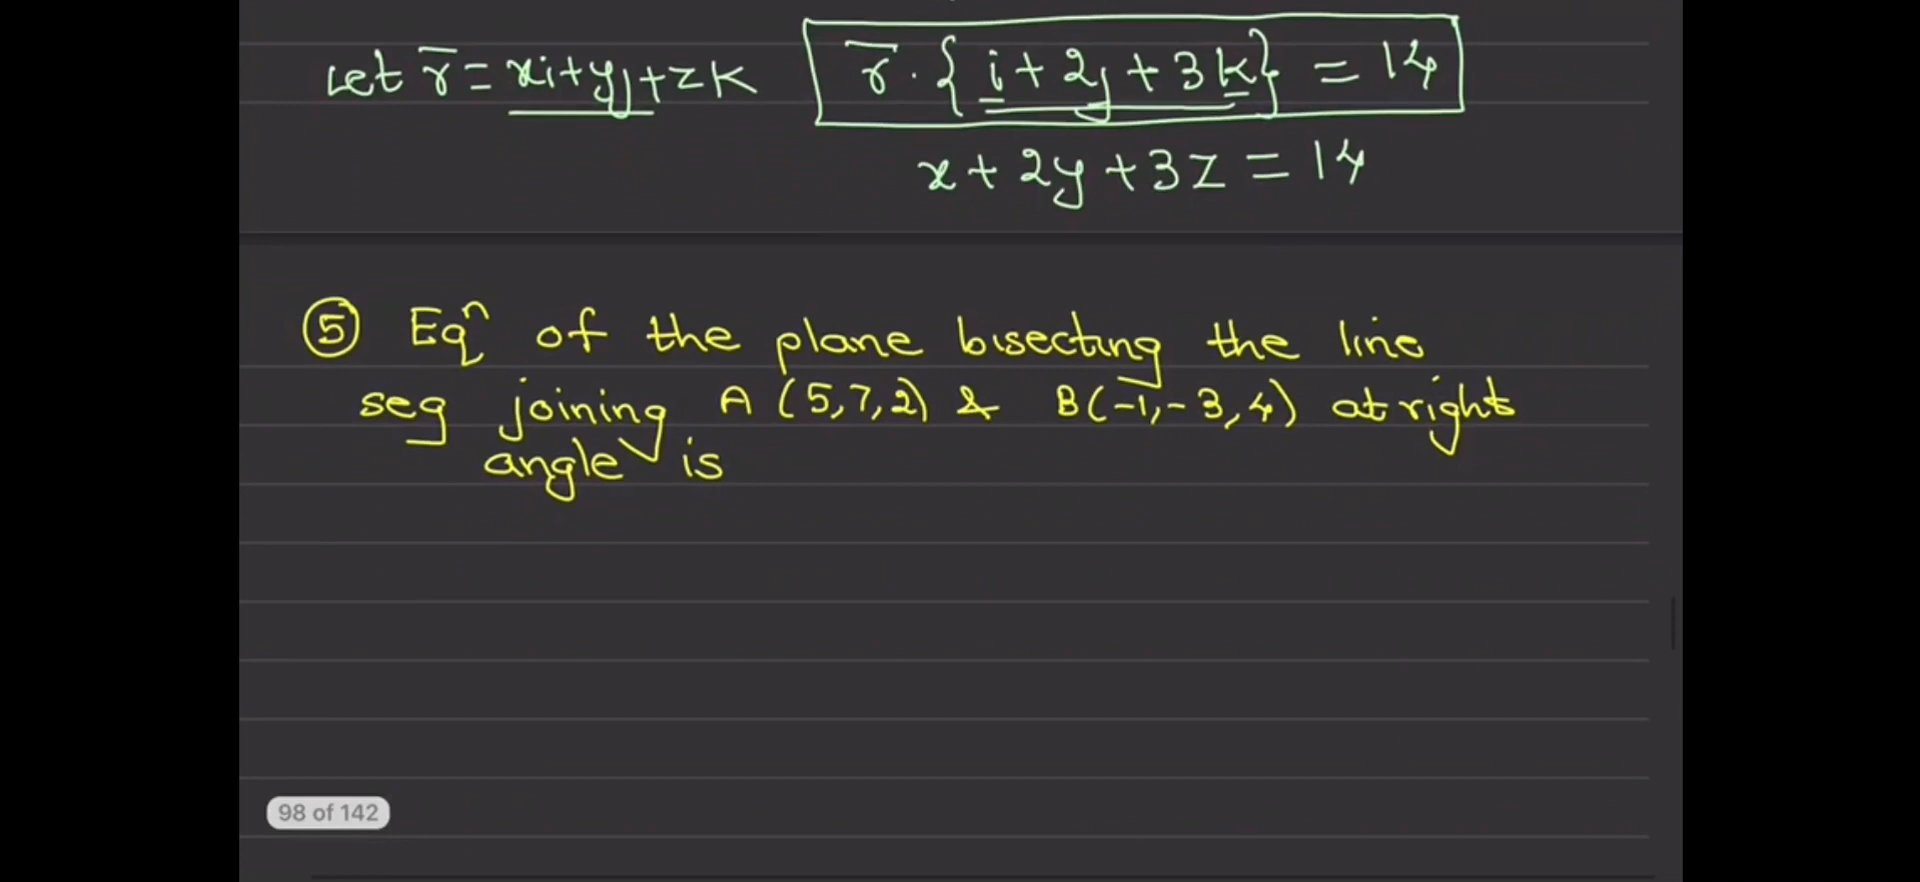 Let r̄ = xi+yj+zk   r̄·{i+2j+3k} = 14
x+2y+3z = 14
⑤ Eqⁿ of the plane bisecting the line
seg joining A (5,7,2) & B(-1,-3,4) at right
angle is
98 of 142